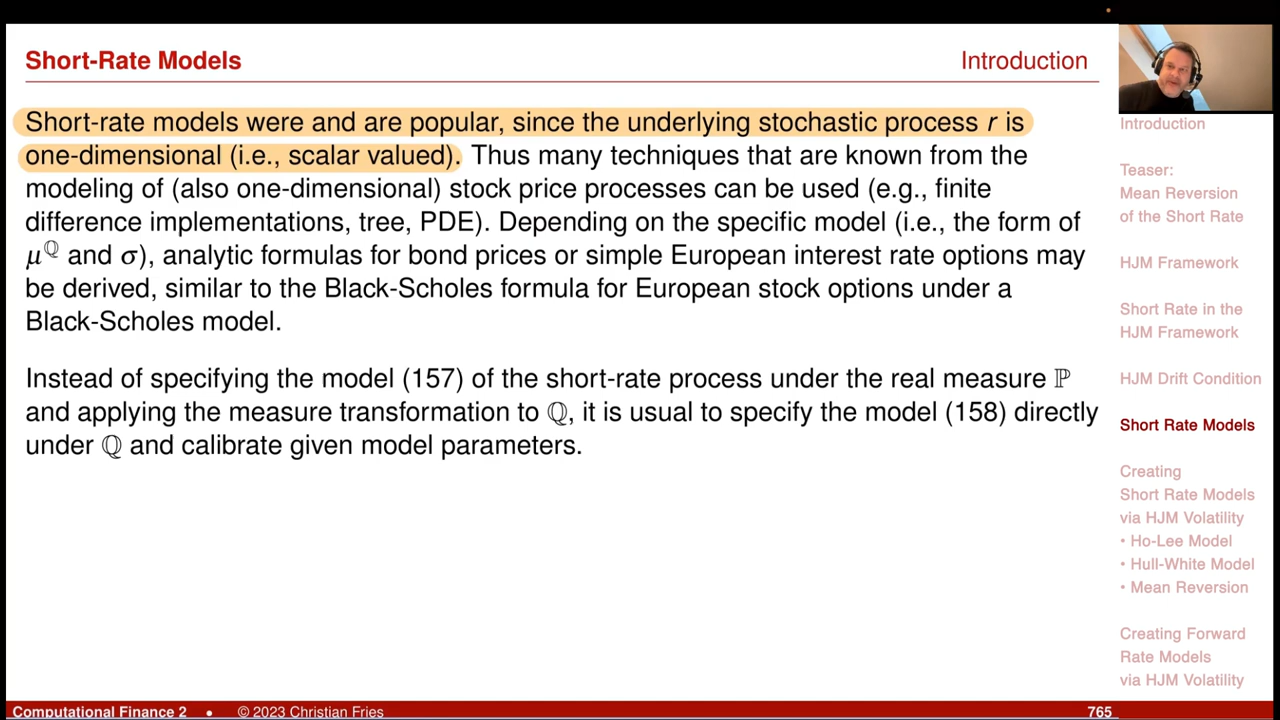 Short-Rate Models
Introduction
Short-rate models were and are popular, since the underlying stochastic process r is
one-dimensional (i.e., scalar valued). Thus many techniques that are known from the
modeling of (also one-dimensional) stock price processes can be used (e.g., finite
difference implementations, tree, PDE). Depending on the specific model (i.e., the form of
μ^ℚ and σ), analytic formulas for bond prices or simple European interest rate options may
be derived, similar to the Black-Scholes formula for European stock options under a
Black-Scholes model.
Instead of specifying the model (157) of the short-rate process under the real measure ℙ
and applying the measure transformation to ℚ, it is usual to specify the model (158) directly
under ℚ and calibrate given model parameters.
Introduction
Teaser:
Mean Reversion
of the Short Rate
HJM Framework
Short Rate in the
HJM Framework
HJM Drift Condition
Short Rate Models
Creating
Short Rate Models
via HJM Volatility
• Ho-Lee Model
• Hull-White Model
• Mean Reversion
Creating Forward
Rate Models
via HJM Volatility
Computational Finance 2 • © 2023 Christian Fries
765